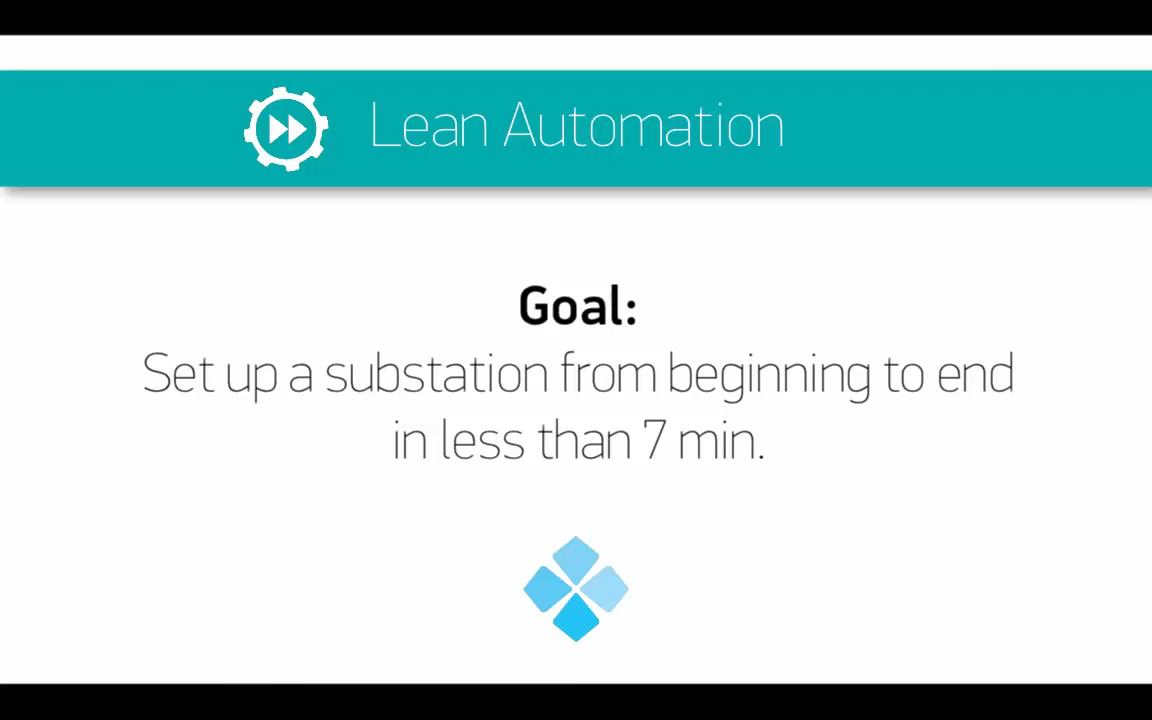 Lean Automation
Goal:
Set up a substation from beginning to end
in less than 7 min.